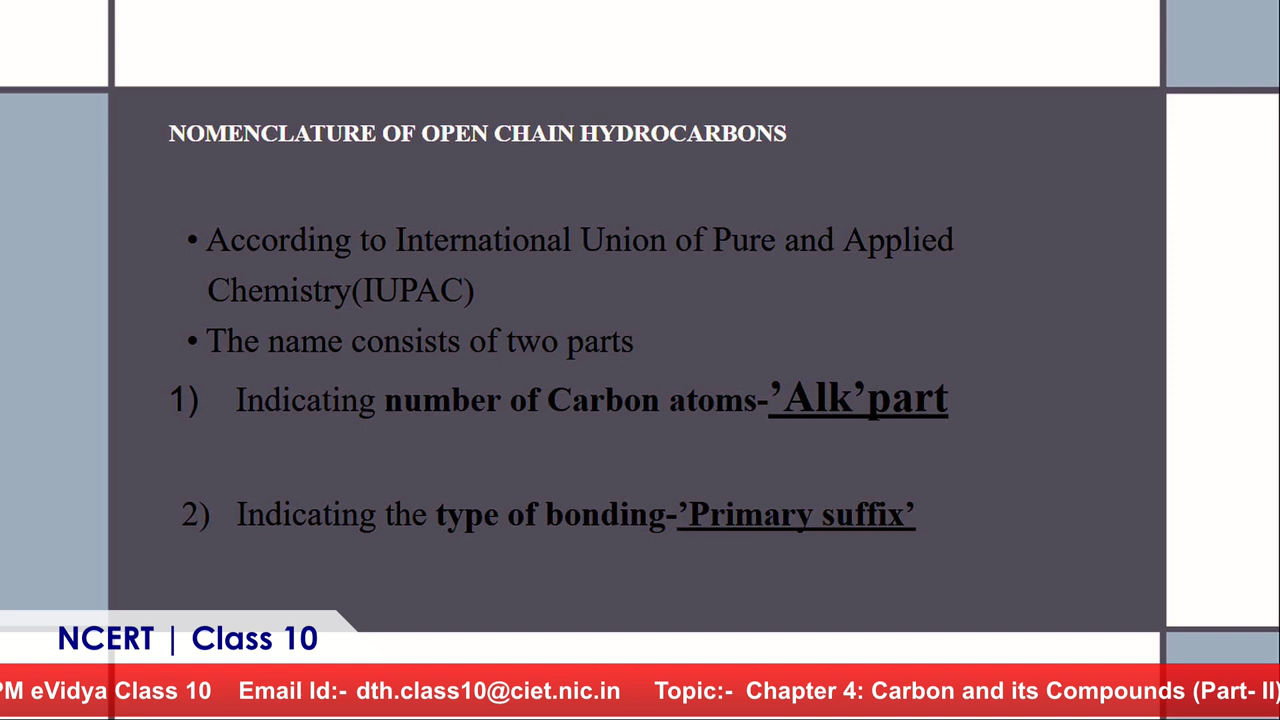 NOMENCLATURE OF OPEN CHAIN HYDROCARBONS
• According to International Union of Pure and Applied
Chemistry(IUPAC)
• The name consists of two parts
1) Indicating number of Carbon atoms-’Alk’part
2) Indicating the type of bonding-’Primary suffix’
NCERT | Class 10
PM eVidya Class 10 Email Id:- dth.class10@ciet.nic.in Topic:- Chapter 4: Carbon and its Compounds (Part- II)